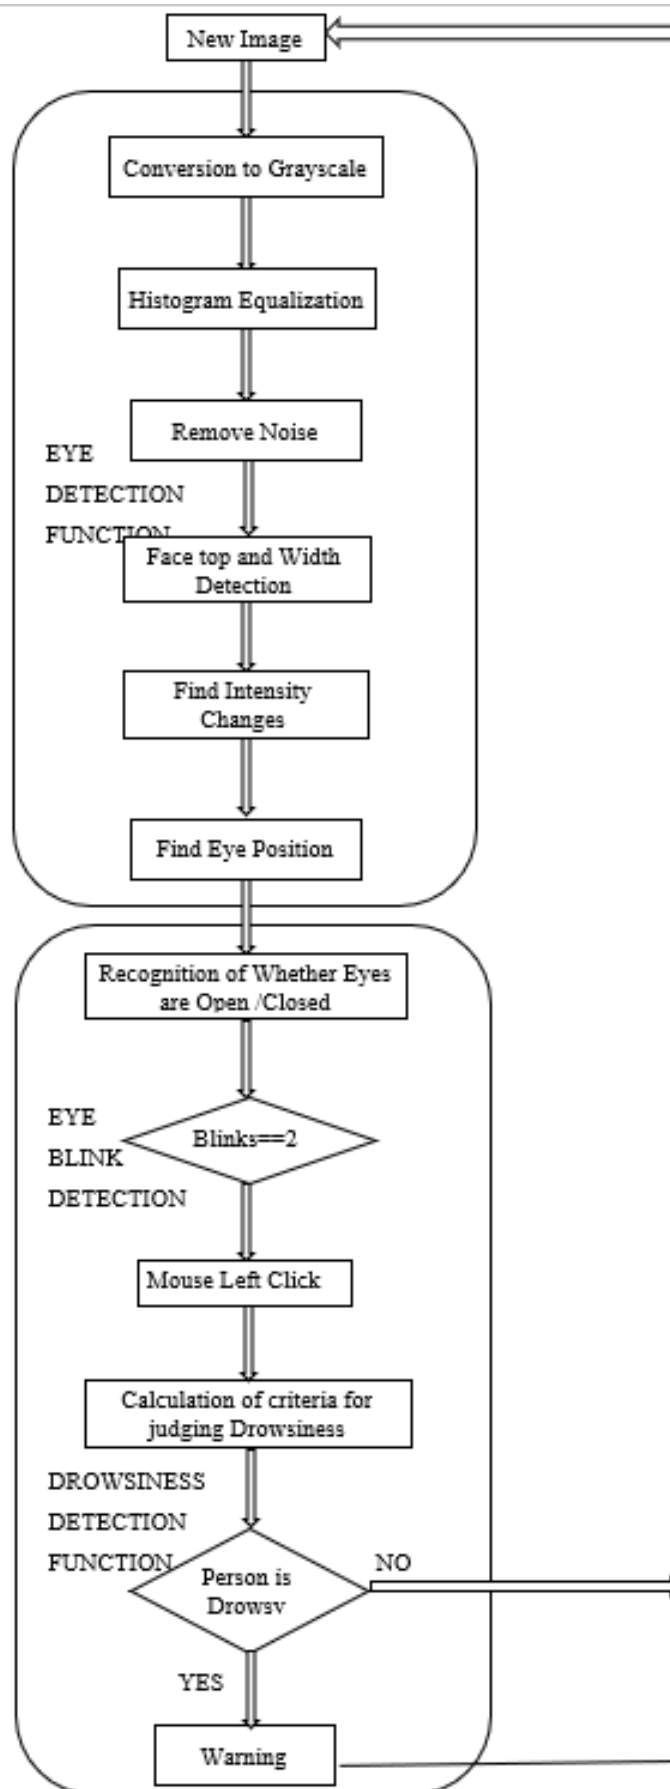 New Image
Conversion to Grayscale
Histogram Equalization
Remove Noise
EYE
DETECTION
FUNCTION
Face top and Width
Detection
Find Intensity
Changes
Find Eye Position
Recognition of Whether Eyes
are Open /Closed
EYE
BLINK
DETECTION
Blinks==2
Mouse Left Click
Calculation of criteria for
judging Drowsiness
DROWSINESS
DETECTION
FUNCTION
Person is
Drowsv
NO
YES
Warning